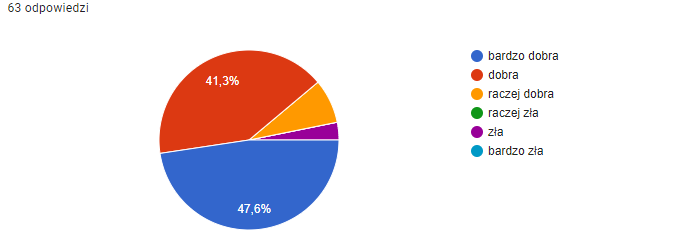 63 odpowiedzi
bardzo dobra
dobra
raczej dobra
raczej zła
zła
bardzo zła
41,3%
47,6%